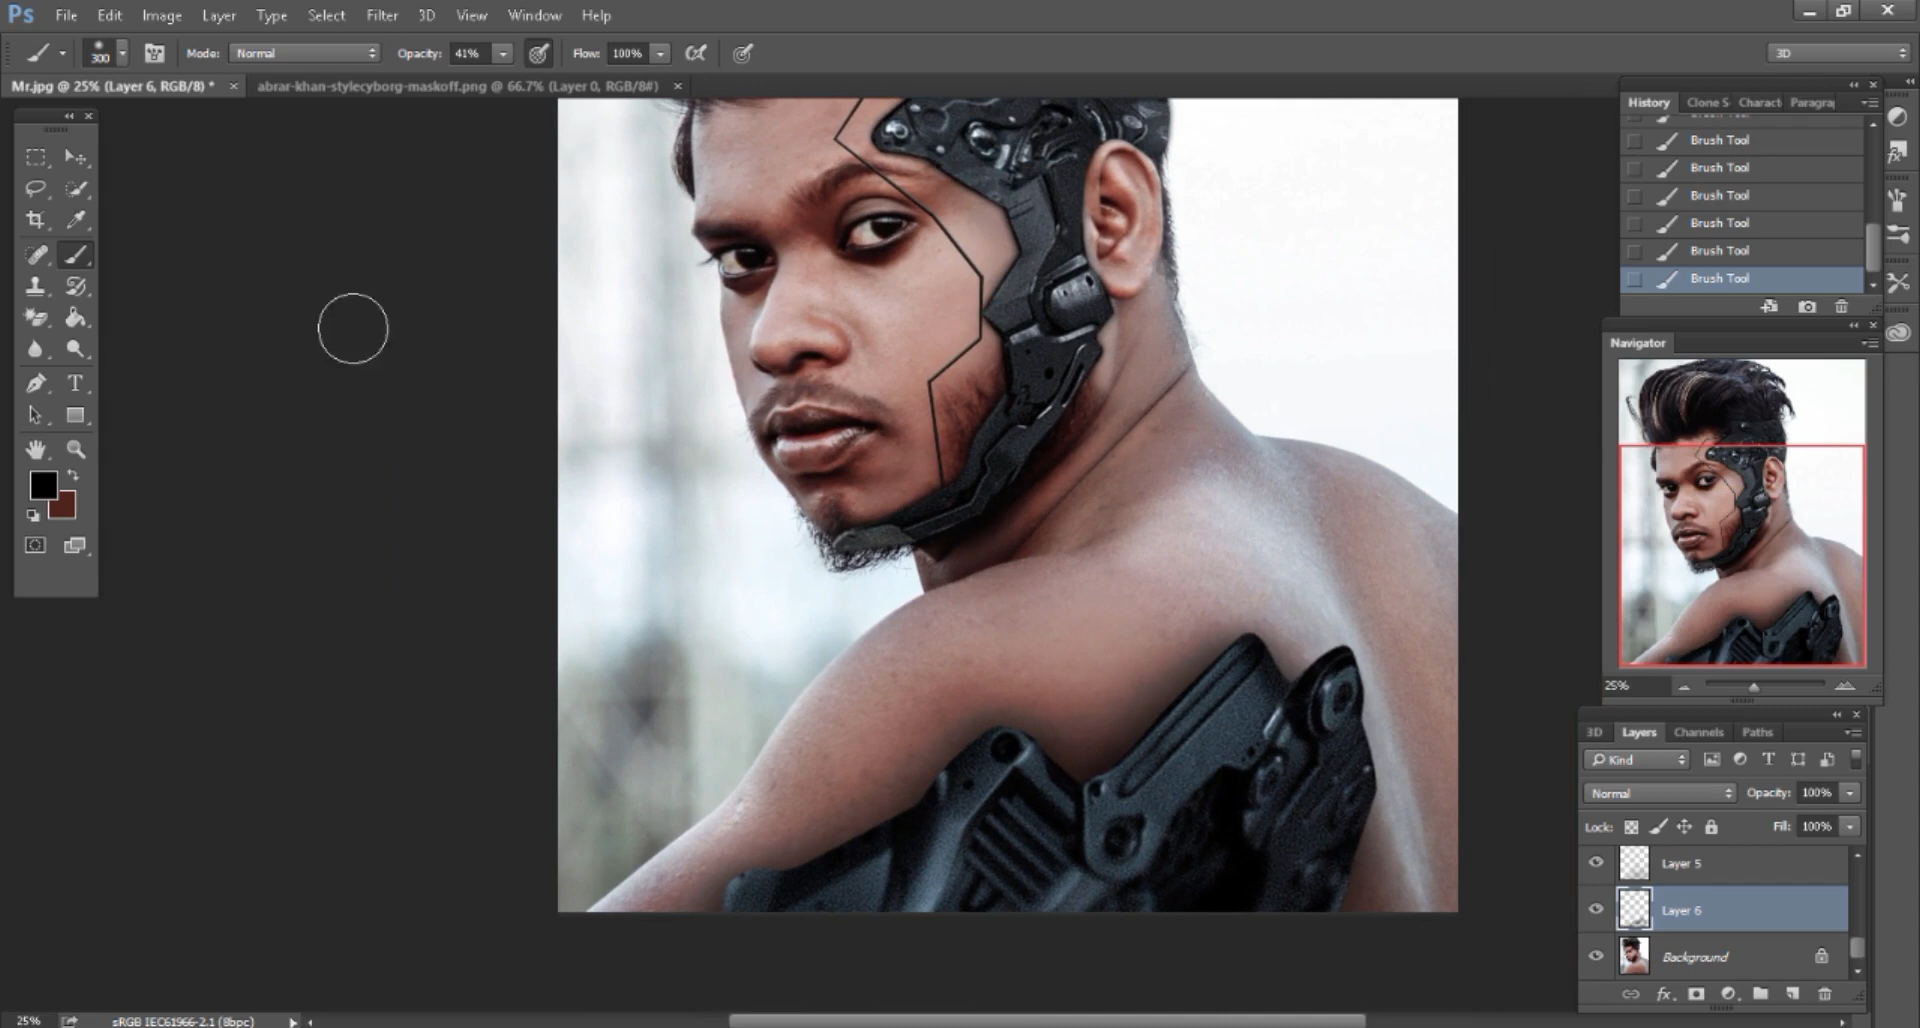 Ps File Edit Image Layer Type Select Filter 3D View Window Help
300 Mode: Normal Opacity: 41% Flow: 100% 3D
Mr.jpg @ 25% (Layer 6, RGB/8) * × abrar-khan-stylecyborg-maskoff.png @ 66.7% (Layer 0, RGB/8#) ×
History Clone S Charact Paragra
Brush Tool
Brush Tool
Brush Tool
Brush Tool
Brush Tool
Brush Tool
Navigator
25%
3D Layers Channels Paths
Kind
Normal Opacity: 100%
Lock: Fill: 100%
Layer 5
Layer 6
Background
fx
25% sRGB IEC61966-2.1 (8bpc)